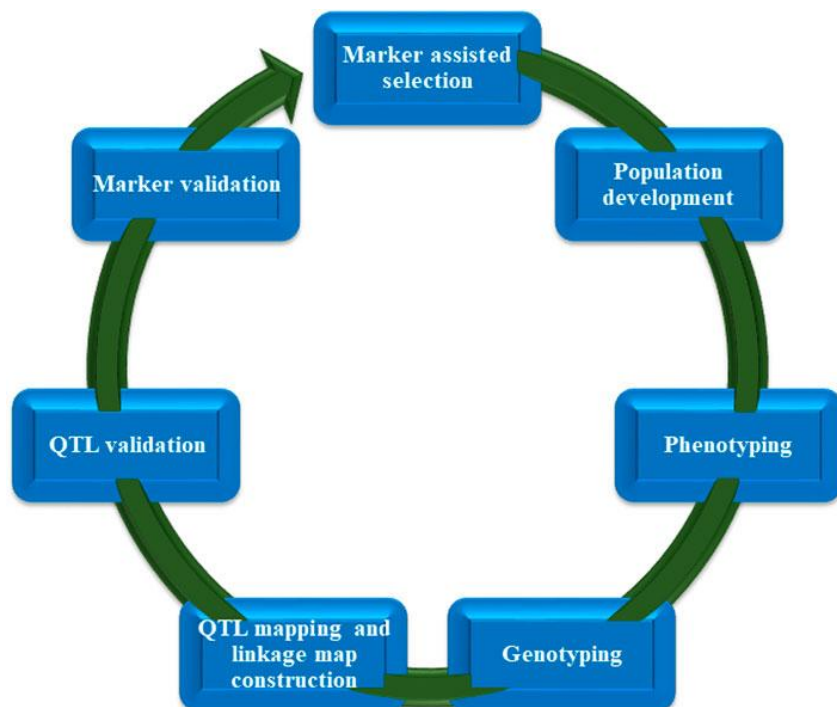 Marker assisted
selection
Population
development
Phenotyping
Genotyping
QTL mapping and
linkage map
construction
QTL validation
Marker validation